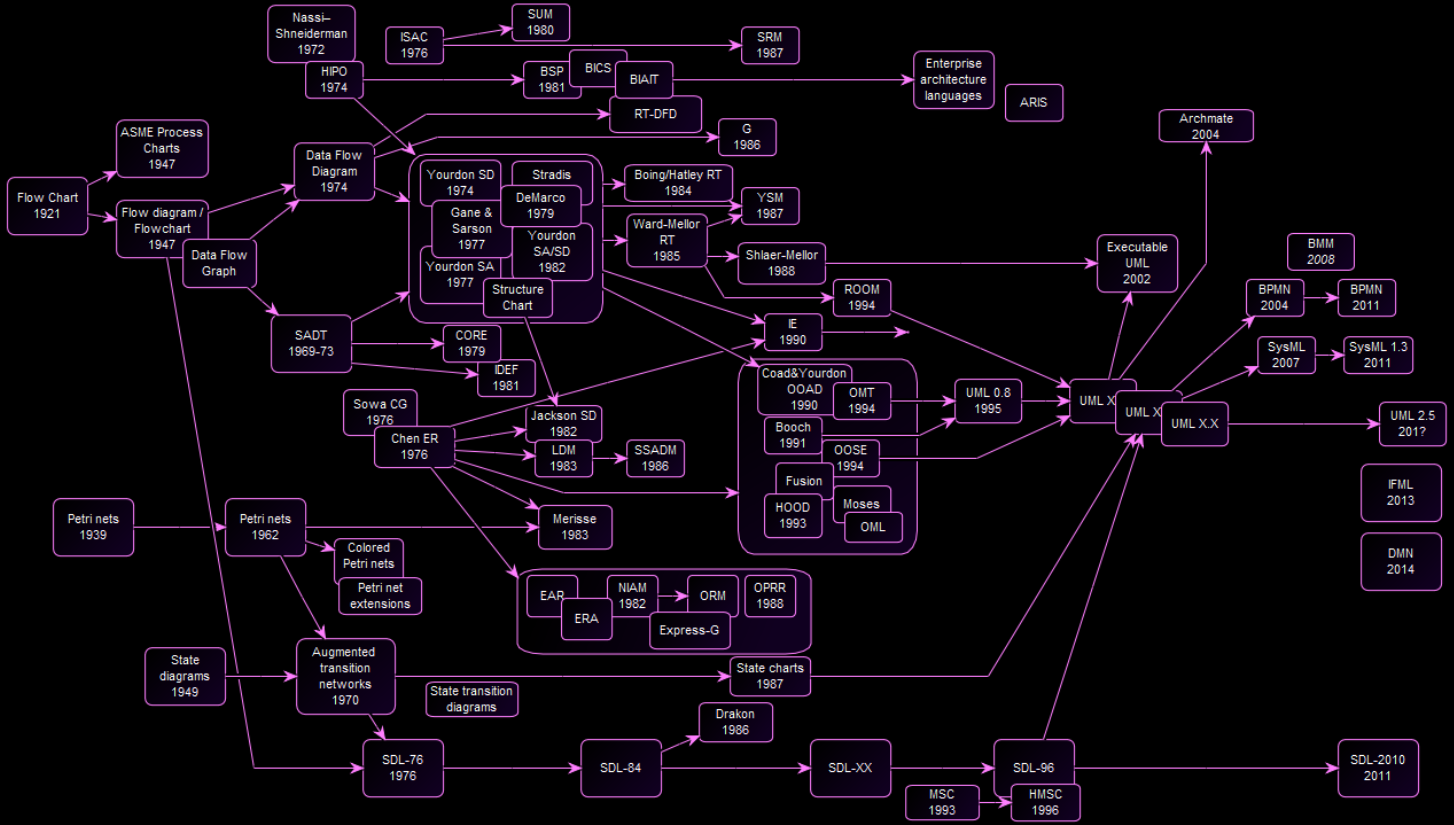 Nassi–
Shneiderman
1972
ISAC
1976
SUM
1980
SRM
1987
HIPO
1974
BSP
1981
BICS
BIAIT
Enterprise
architecture
languages
ARIS
RT-DFD
G
1986
Archmate
2004
ASME Process
Charts
1947
Data Flow
Diagram
1974
Flow Chart
1921
Flow diagram /
Flowchart
1947
Data Flow
Graph
Yourdon SD
1974
Stradis
DeMarco
1979
Gane &
Sarson
1977
Yourdon
SA/SD
1982
Yourdon SA
1977
Structure
Chart
Boing/Hatley RT
1984
YSM
1987
Ward-Mellor
RT
1985
Shlaer-Mellor
1988
ROOM
1994
Executable
UML
2002
BMM
2008
BPMN
2004
BPMN
2011
SADT
1969-73
CORE
1979
IDEF
1981
IE
1990
SysML
2007
SysML 1.3
2011
Sowa CG
1976
Chen ER
1976
Jackson SD
1982
LDM
1983
SSADM
1986
Coad&Yourdon
OOAD
1990
OMT
1994
Booch
1991
OOSE
1994
Fusion
HOOD
1993
Moses
OML
UML 0.8
1995
UML X
UML X
UML X.X
UML 2.5
201?
IFML
2013
DMN
2014
Petri nets
1939
Petri nets
1962
Colored
Petri nets
Petri net
extensions
Merisse
1983
EAR
ERA
NIAM
1982
ORM
OPRR
1988
Express-G
State
diagrams
1949
Augmented
transition
networks
1970
State transition
diagrams
State charts
1987
Drakon
1986
SDL-76
1976
SDL-84
SDL-XX
SDL-96
MSC
1993
HMSC
1996
SDL-2010
2011